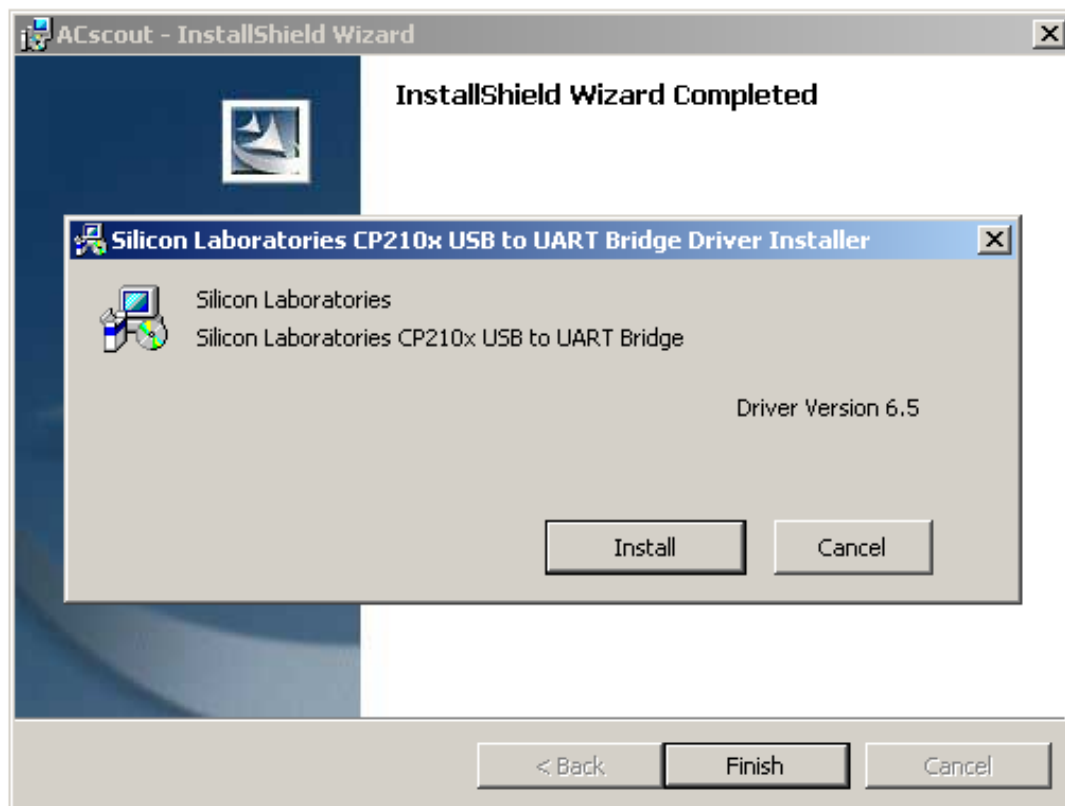 ACscout - InstallShield Wizard
InstallShield Wizard Completed
Silicon Laboratories CP210x USB to UART Bridge Driver Installer
Silicon Laboratories
Silicon Laboratories CP210x USB to UART Bridge
Driver Version 6.5
Install Cancel
< Back Finish Cancel